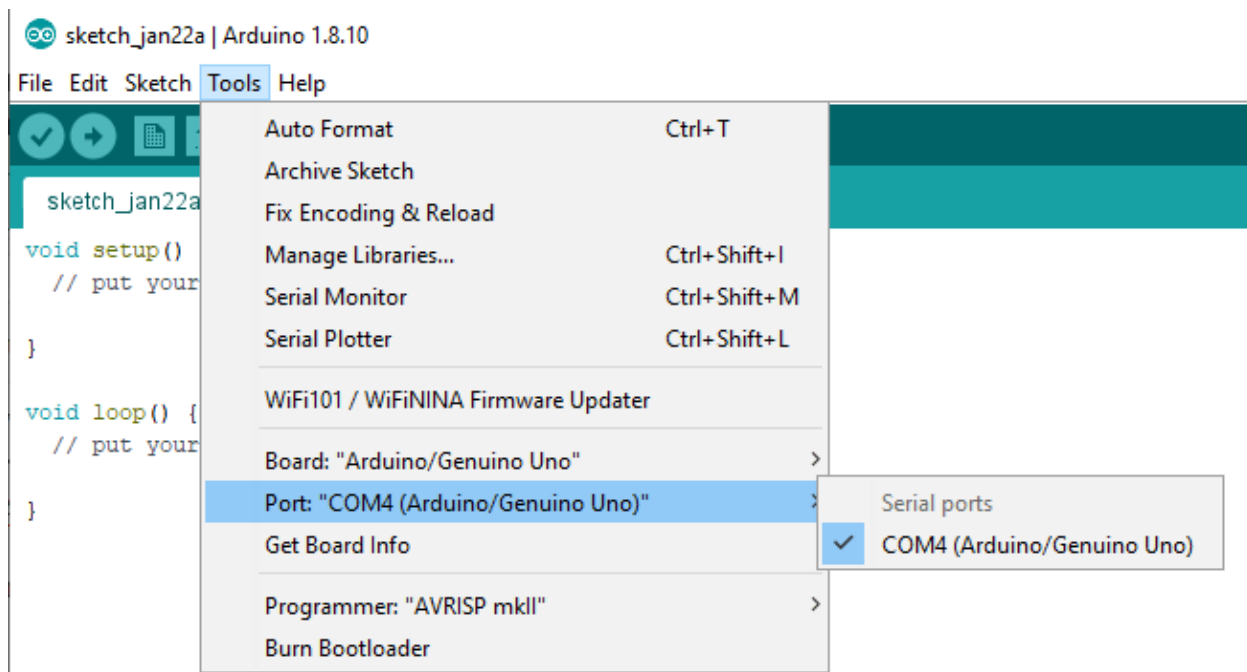 sketch_jan22a | Arduino 1.8.10
File Edit Sketch Tools Help
sketch_jan22a
void setup()
// put your
}
void loop() {
// put your
}
Auto Format Ctrl+T
Archive Sketch
Fix Encoding & Reload
Manage Libraries... Ctrl+Shift+I
Serial Monitor Ctrl+Shift+M
Serial Plotter Ctrl+Shift+L
WiFi101 / WiFiNINA Firmware Updater
Board: "Arduino/Genuino Uno"
Port: "COM4 (Arduino/Genuino Uno)"
Get Board Info
Programmer: "AVRISP mkII"
Burn Bootloader
Serial ports
COM4 (Arduino/Genuino Uno)